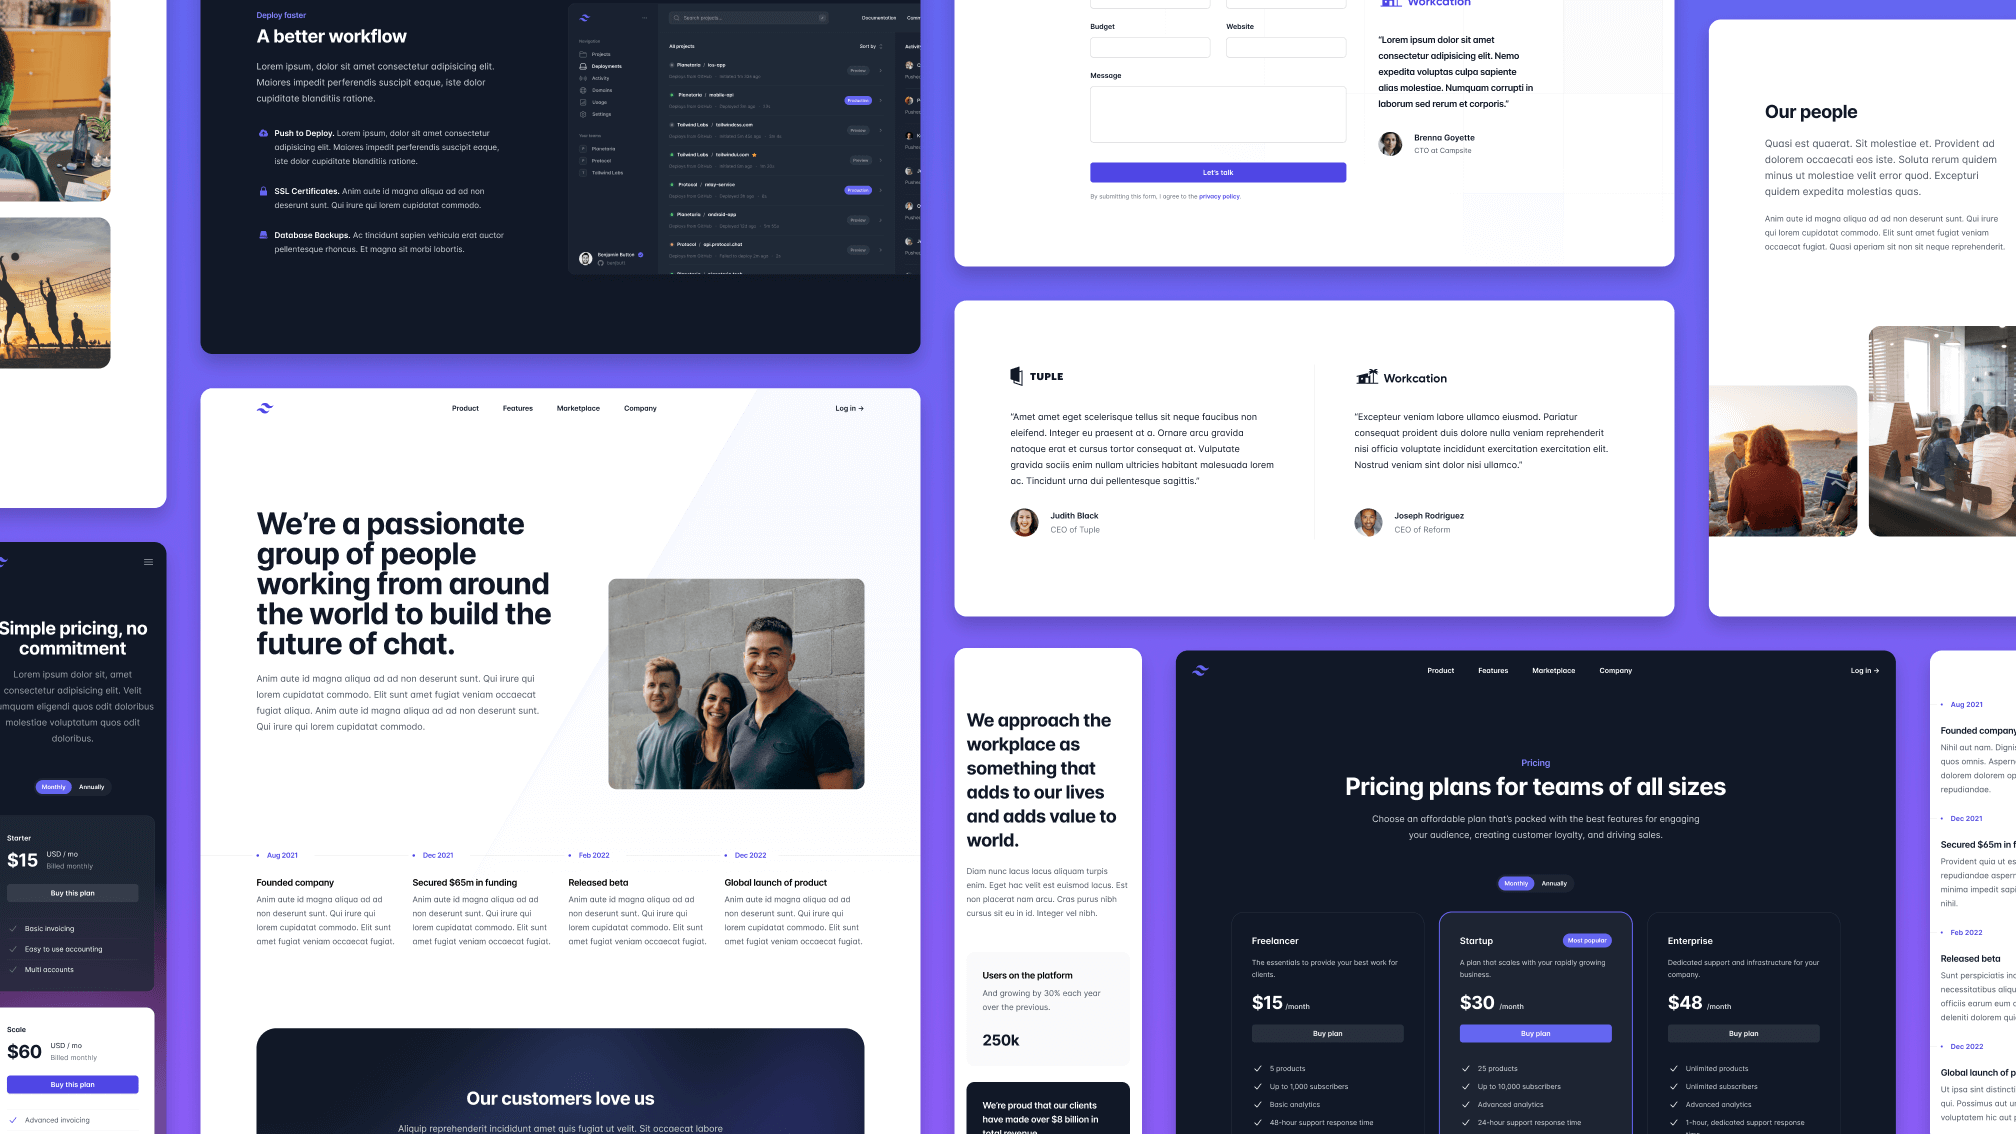 Deploy faster
A better workflow
Lorem ipsum, dolor sit amet consectetur adipisicing elit.
Maiores impedit perferendis suscipit eaque, iste dolor
cupiditate blanditiis ratione.
Push to Deploy. Lorem ipsum, dolor sit amet consectetur
adipisicing elit. Maiores impedit perferendis suscipit eaque,
iste dolor cupiditate blanditiis ratione.
SSL Certificates. Anim aute id magna aliqua ad ad non
deserunt sunt. Qui irure qui lorem cupidatat commodo.
Database Backups. Ac tincidunt sapien vehicula erat auctor
pellentesque rhoncus. Et magna sit morbi lobortis.
Search projects...
Documentation
Navigation
Projects
Deployments
Activity
Domains
Usage
Settings
Your teams
Planetaria
Protocol
Tailwind Labs
Benjamin Button
All projects
Sort by
Planetaria / ios-app
Preview
Planetaria / mobile-api
Production
Tailwind Labs / tailwindcss.com
Preview
Tailwind Labs / tailwindui.com
Preview
Protocol / relay-service
Production
Planetaria / android-app
Preview
Protocol / api.protocol.chat
Preview
Budget
Website
Message
Let's talk
By submitting this form, I agree to the privacy policy.
Workcation
“Lorem ipsum dolor sit amet
consectetur adipisicing elit. Nemo
expedita voluptas culpa sapiente
alias molestiae. Numquam corrupti in
laborum sed rerum et corporis.”
Brenna Goyette
CTO at Campsite
Our people
Quasi est quaerat. Sit molestiae et. Provident ad
dolorem occaecati eos iste. Soluta rerum quidem
minus ut molestiae velit error quod. Excepturi
quidem expedita molestias quas.
Anim aute id magna aliqua ad ad non deserunt sunt. Qui irure
qui lorem cupidatat commodo. Elit sunt amet fugiat veniam
occaecat fugiat. Quasi aperiam sit non sit neque reprehenderit.
TUPLE
“Amet amet eget scelerisque tellus sit neque faucibus non
eleifend. Integer eu praesent at a. Ornare arcu gravida
natoque erat et cursus tortor consequat at. Vulputate
gravida sociis enim nullam ultricies habitant malesuada lorem
ac. Tincidunt urna dui pellentesque sagittis.”
Judith Black
CEO of Tuple
Workcation
“Excepteur veniam labore ullamco eiusmod. Pariatur
consequat proident duis dolore nulla veniam reprehenderit
nisi officia voluptate incididunt exercitation exercitation elit.
Nostrud veniam sint dolor nisi ullamco.”
Joseph Rodriguez
CEO of Reform
Product
Features
Marketplace
Company
Log in →
We’re a passionate
group of people
working from around
the world to build the
future of chat.
Anim aute id magna aliqua ad ad non deserunt sunt. Qui irure qui
lorem cupidatat commodo. Elit sunt amet fugiat veniam occaecat
fugiat aliqua. Anim aute id magna aliqua ad ad non deserunt sunt.
Qui irure qui lorem cupidatat commodo.
Aug 2021
Founded company
Anim aute id magna aliqua ad ad
non deserunt sunt. Qui irure qui
lorem cupidatat commodo. Elit sunt
amet fugiat veniam occaecat fugiat.
Dec 2021
Secured $65m in funding
Anim aute id magna aliqua ad ad
non deserunt sunt. Qui irure qui
lorem cupidatat commodo. Elit sunt
amet fugiat veniam occaecat fugiat.
Feb 2022
Released beta
Anim aute id magna aliqua ad ad
non deserunt sunt. Qui irure qui
lorem cupidatat commodo. Elit sunt
amet fugiat veniam occaecat fugiat.
Dec 2022
Global launch of product
Anim aute id magna aliqua ad ad
non deserunt sunt. Qui irure qui
lorem cupidatat commodo. Elit sunt
amet fugiat veniam occaecat fugiat.
Our customers love us
Aliquip reprehenderit incididunt amet quis fugiat ut velit. Sit occaecat labore
Simple pricing, no
commitment
Lorem ipsum dolor sit, amet
consectetur adipisicing elit. Velit
numquam eligendi quos odit doloribus
molestiae voluptatum quos odit
doloribus.
Monthly
Annually
Starter
$15
USD / mo
Billed monthly
Buy this plan
Basic invoicing
Easy to use accounting
Multi accounts
Scale
$60
USD / mo
Billed monthly
Buy this plan
Advanced invoicing
We approach the
workplace as
something that
adds to our lives
and adds value to
world.
Diam nunc lacus lacus aliquam turpis
enim. Eget hac velit est euismod lacus. Est
non placerat nam arcu. Cras purus nibh
cursus sit eu in id. Integer vel nibh.
Users on the platform
And growing by 30% each year
over the previous.
250k
We’re proud that our clients
have made over $8 billion in
total revenue.
Product
Features
Marketplace
Company
Log in →
Pricing
Pricing plans for teams of all sizes
Choose an affordable plan that’s packed with the best features for engaging
your audience, creating customer loyalty, and driving sales.
Monthly
Annually
Freelancer
The essentials to provide your best work for
clients.
$15 /month
Buy plan
5 products
Up to 1,000 subscribers
Basic analytics
48-hour support response time
Startup
Most popular
A plan that scales with your rapidly growing
business.
$30 /month
Buy plan
25 products
Up to 10,000 subscribers
Advanced analytics
24-hour support response time
Enterprise
Dedicated support and infrastructure for your
company.
$48 /month
Buy plan
Unlimited products
Unlimited subscribers
Advanced analytics
1-hour, dedicated support response
Aug 2021
Founded company
Nihil aut nam. Dignis
quos omnis. Aspern
dolorem dolorem op
repudiandae.
Dec 2021
Secured $65m in f
Provident quia ut es
repudiandae aspern
minima impedit sapi
nihil.
Feb 2022
Released beta
Sunt perspiciatis inc
necessitatibus aliqu
officiis earum eum c
deleniti dolorem qui
Dec 2022
Global launch of p
Ut ipsa sint distincti
qui. Possimus aut ur
voluptatem hic aut p